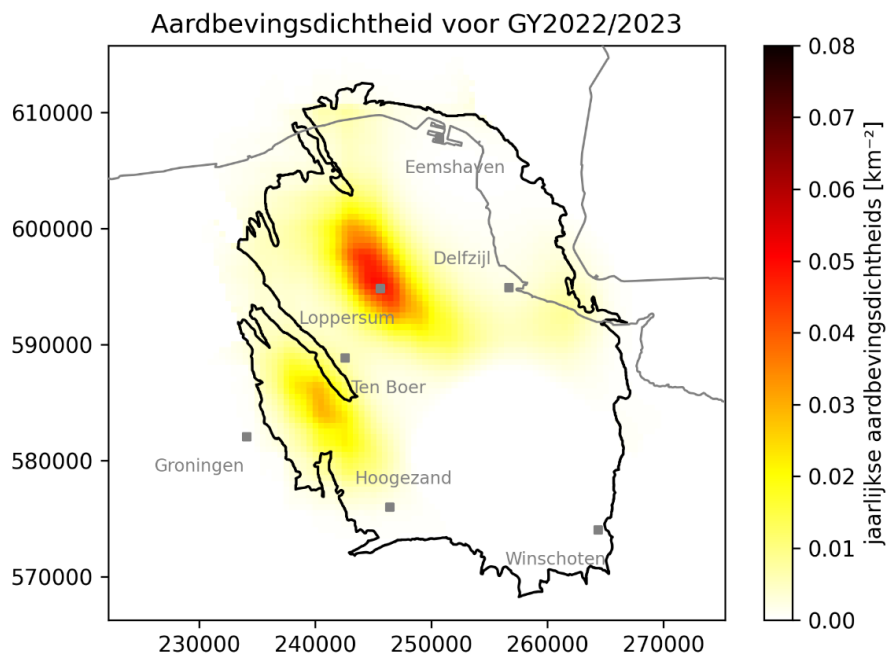 Aardbevingsdichtheid voor GY2022/2023
610000
600000
590000
580000
570000
230000
240000
250000
260000
270000
Eemshaven
Delfzijl
Loppersum
Ten Boer
Groningen
Hoogezand
Winschoten
0.08
0.07
0.06
0.05
0.04
0.03
0.02
0.01
0.00
jaarlijkse aardbevingsdichtheids [km⁻²]